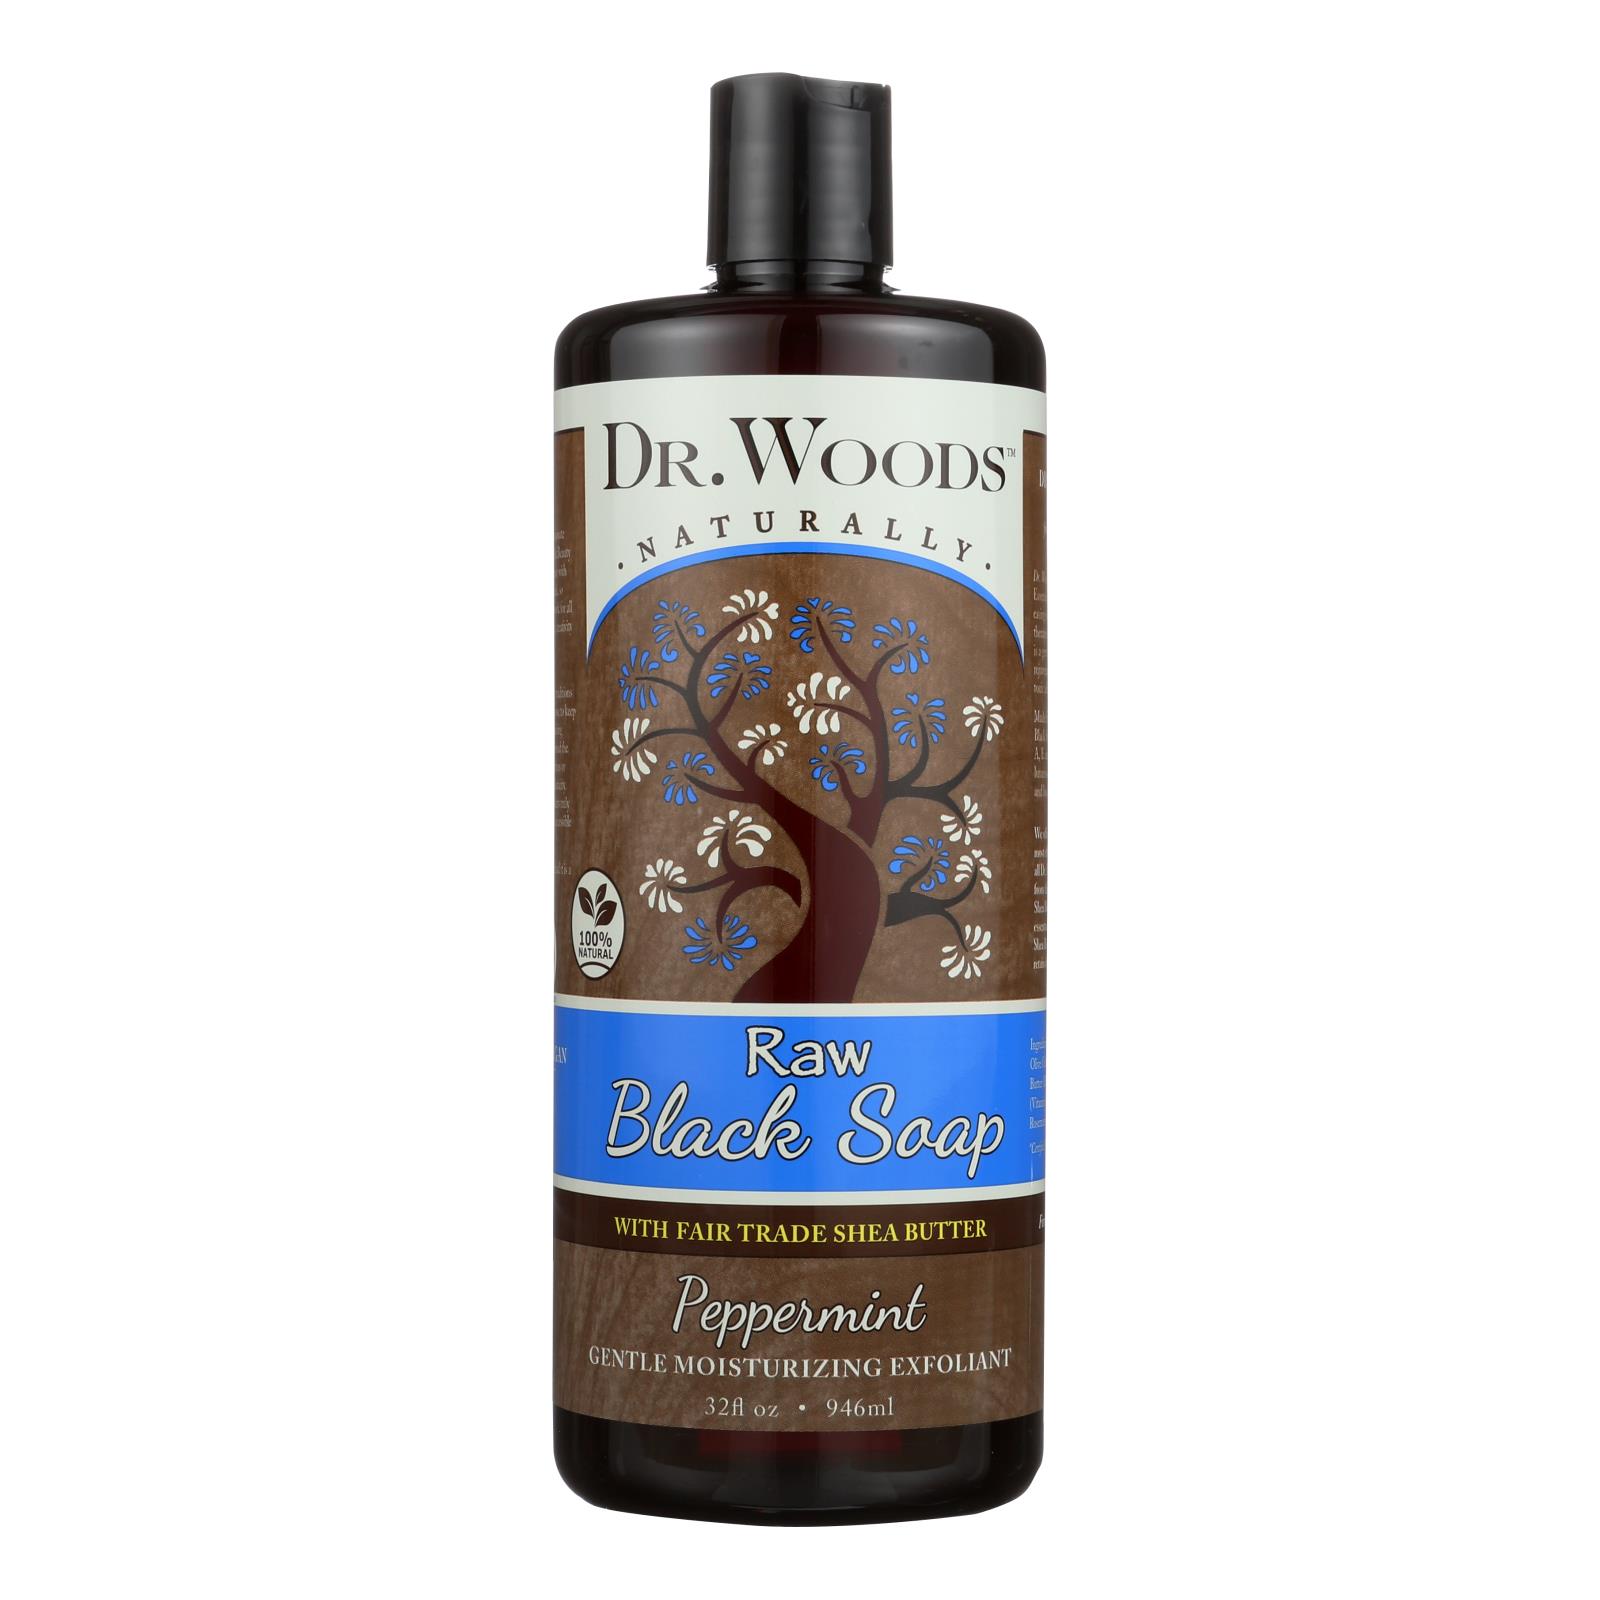 DR. WOODS™
• NATURALLY •
100%
NATURAL
Raw
Black Soap
WITH FAIR TRADE SHEA BUTTER
Peppermint
GENTLE MOISTURIZING EXFOLIANT
32fl oz • 946ml